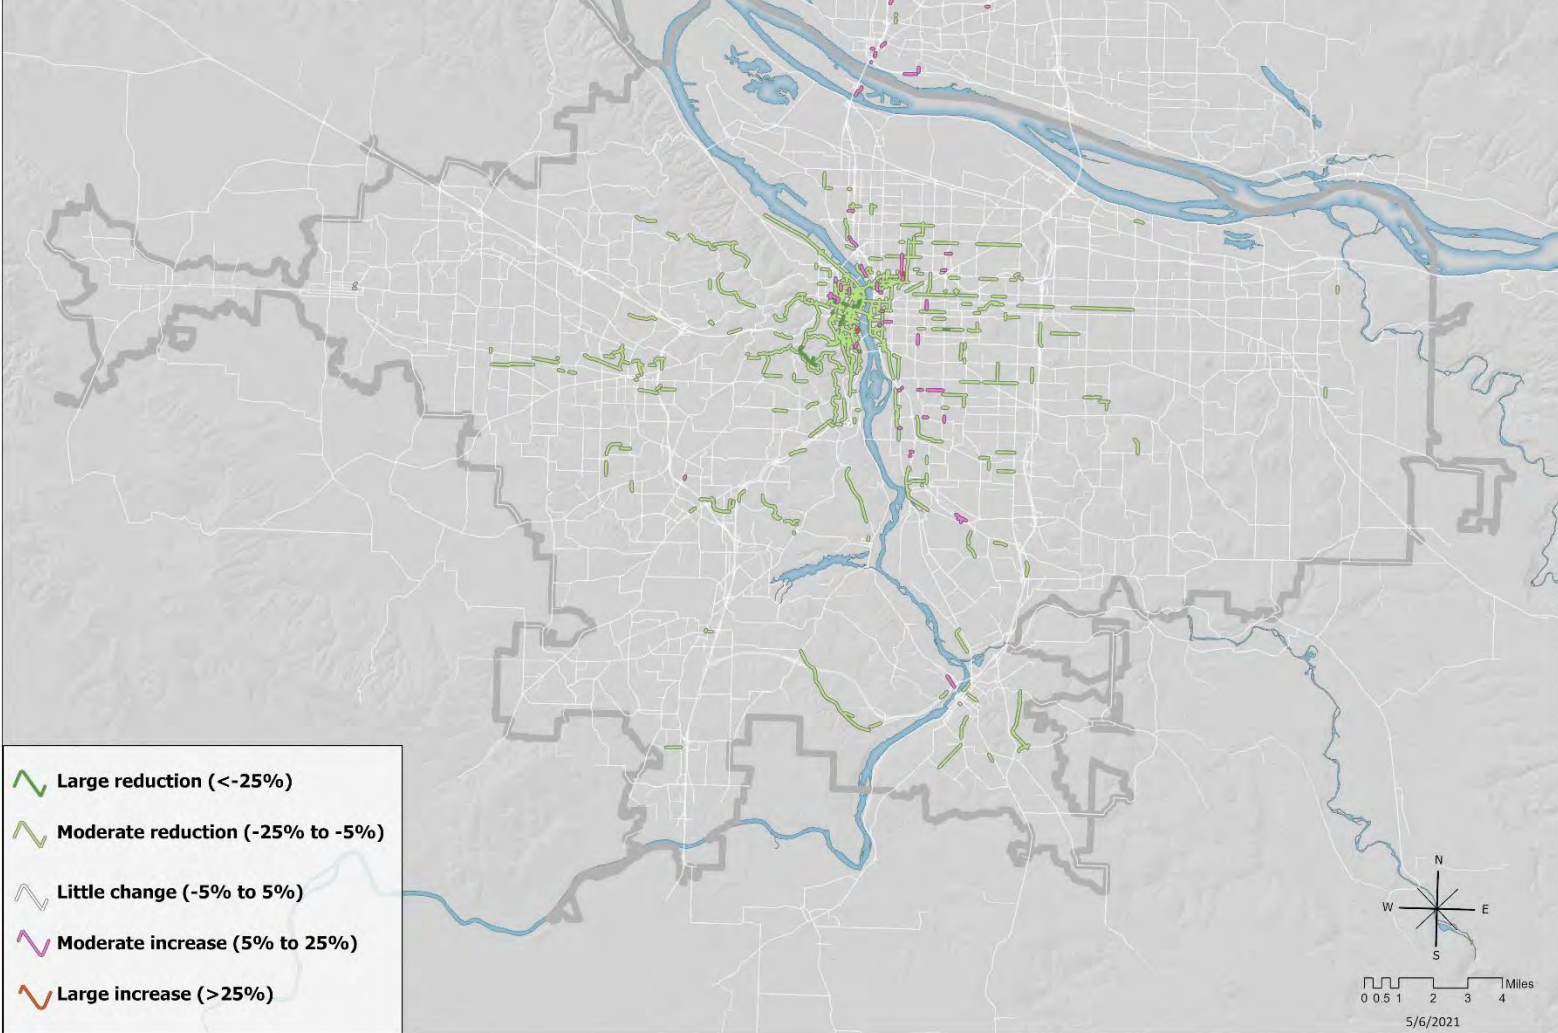 Large reduction (<-25%)
Moderate reduction (-25% to -5%)
Little change (-5% to 5%)
Moderate increase (5% to 25%)
Large increase (>25%)
N
W E
S
Miles
0 0.5 1 2 3 4
5/6/2021